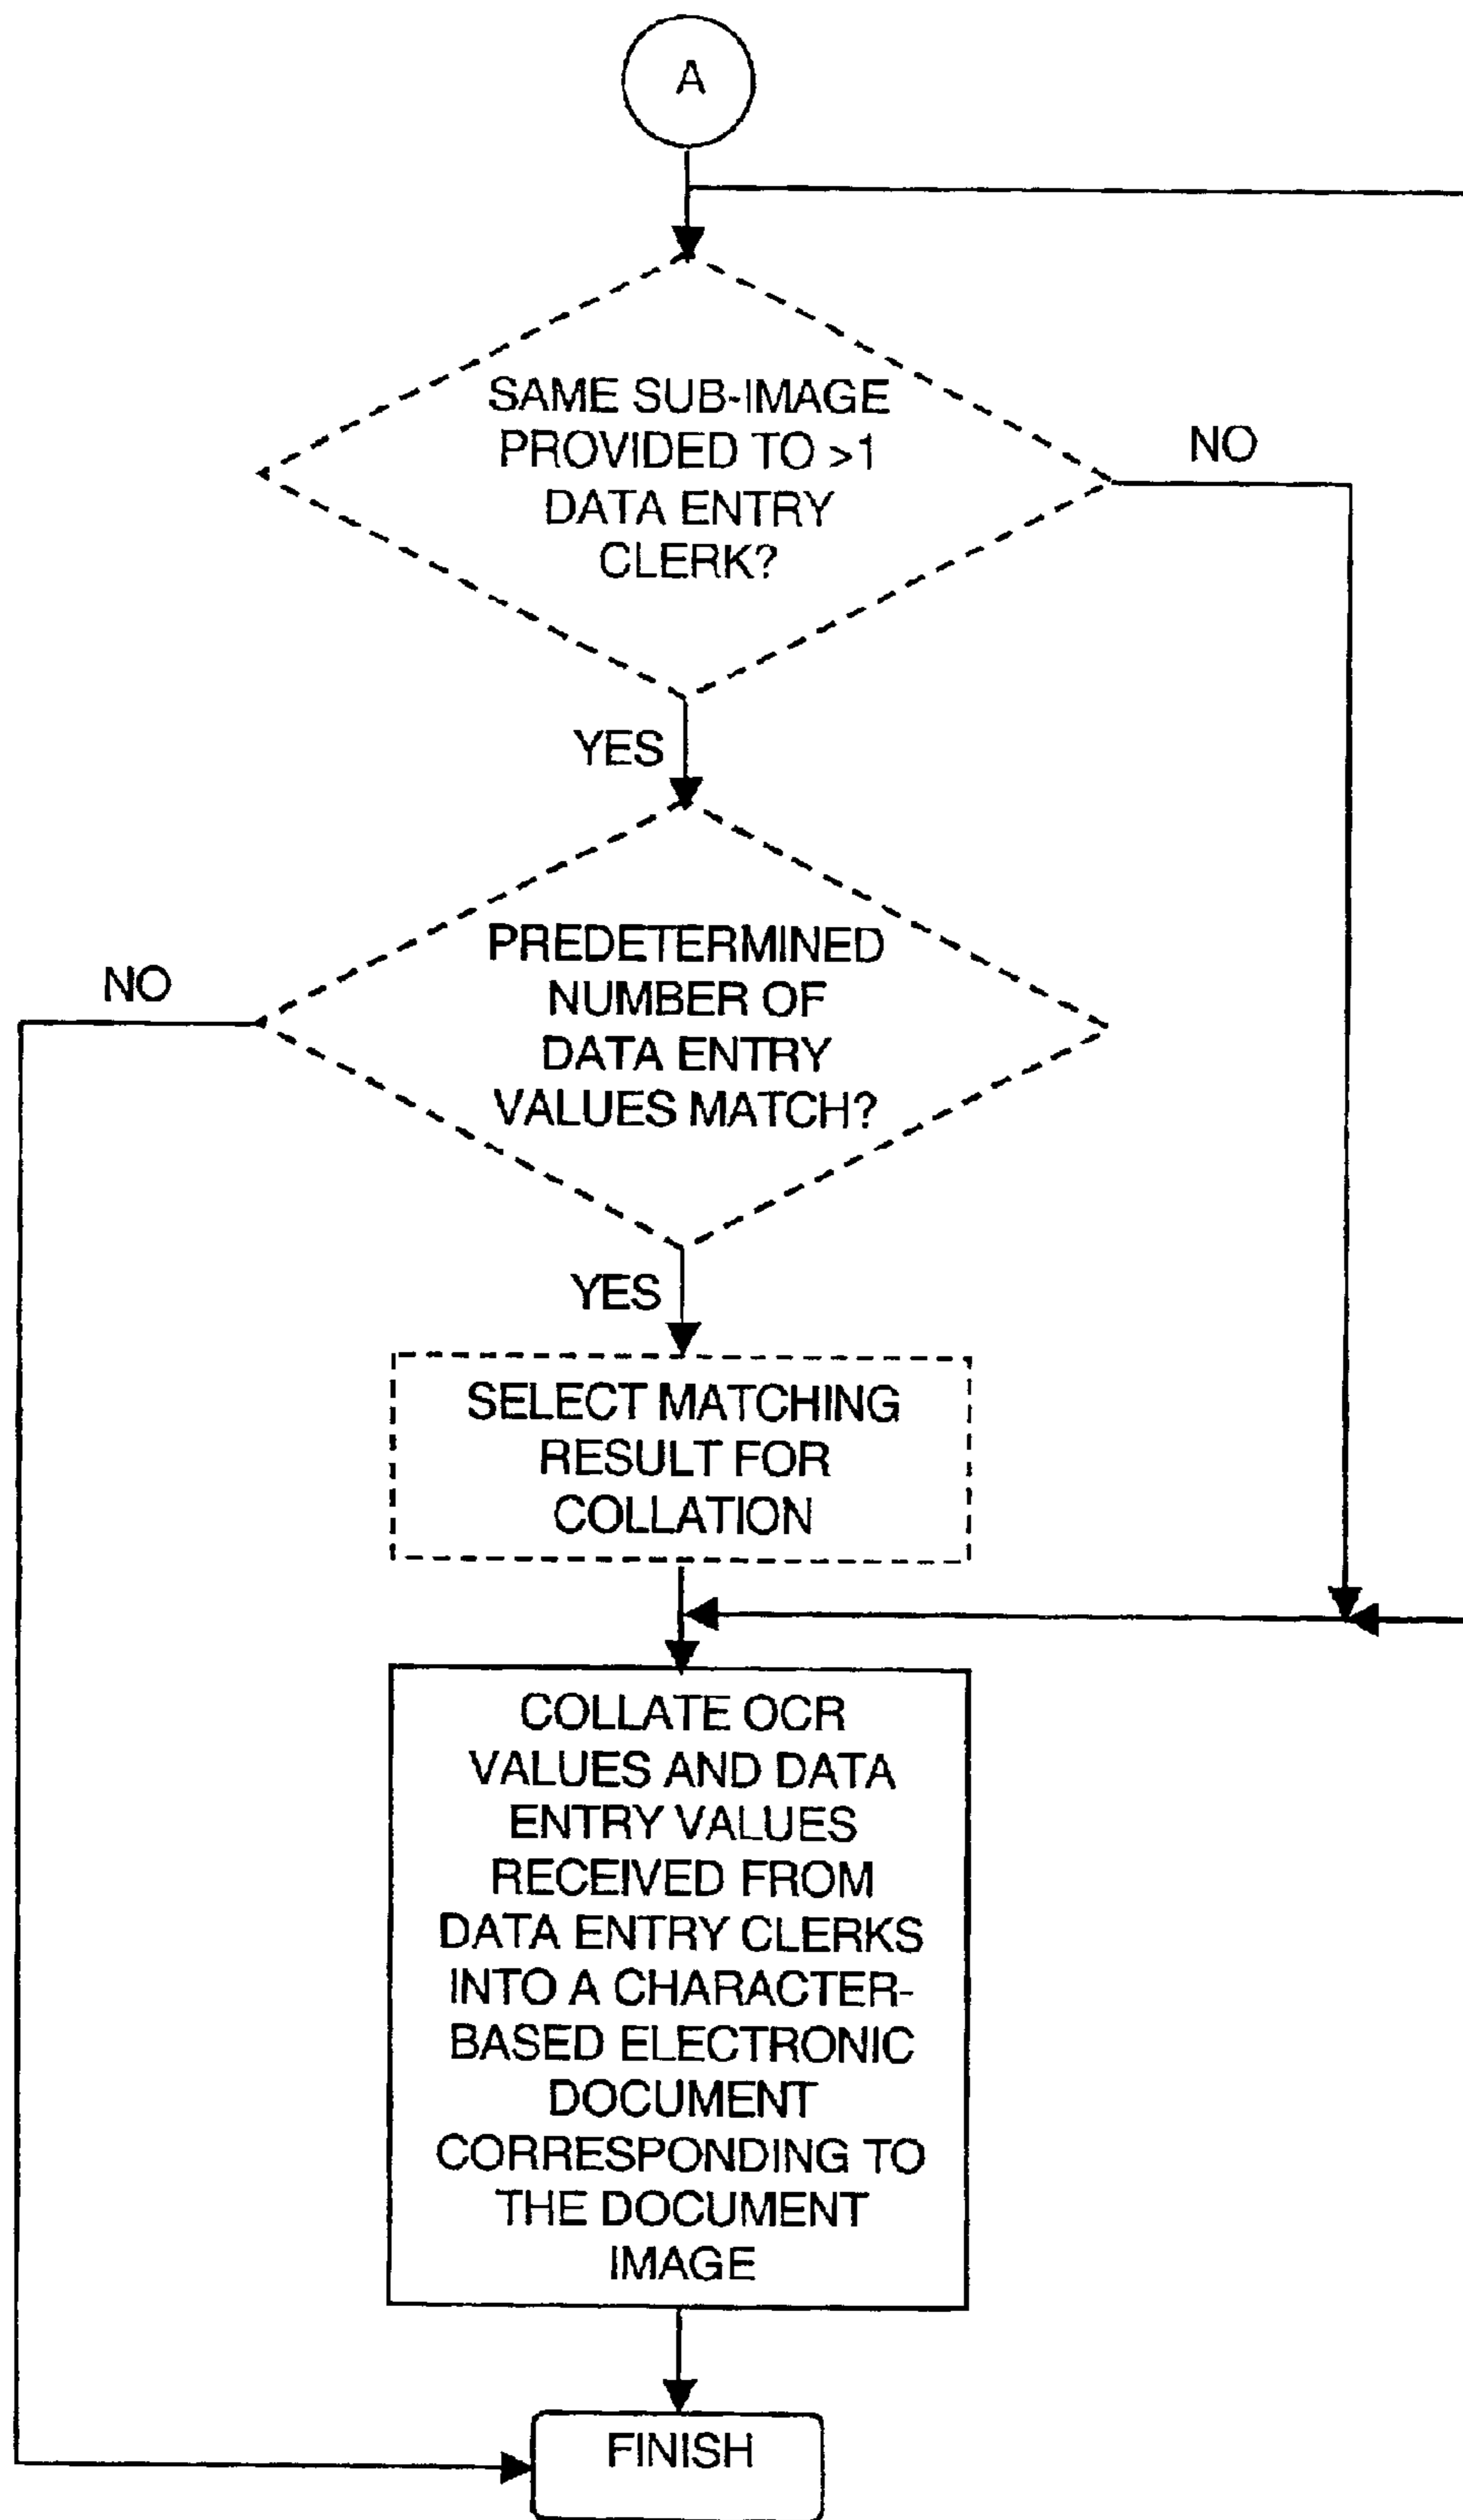 A
SAME SUB-IMAGE
PROVIDED TO >1
DATA ENTRY
CLERK?
NO
YES
PREDETERMINED
NUMBER OF
DATA ENTRY
VALUES MATCH?
NO
YES
SELECT MATCHING
RESULT FOR
COLLATION
COLLATE OCR
VALUES AND DATA
ENTRY VALUES
RECEIVED FROM
DATA ENTRY CLERKS
INTO A CHARACTER-
BASED ELECTRONIC
DOCUMENT
CORRESPONDING TO
THE DOCUMENT
IMAGE
FINISH